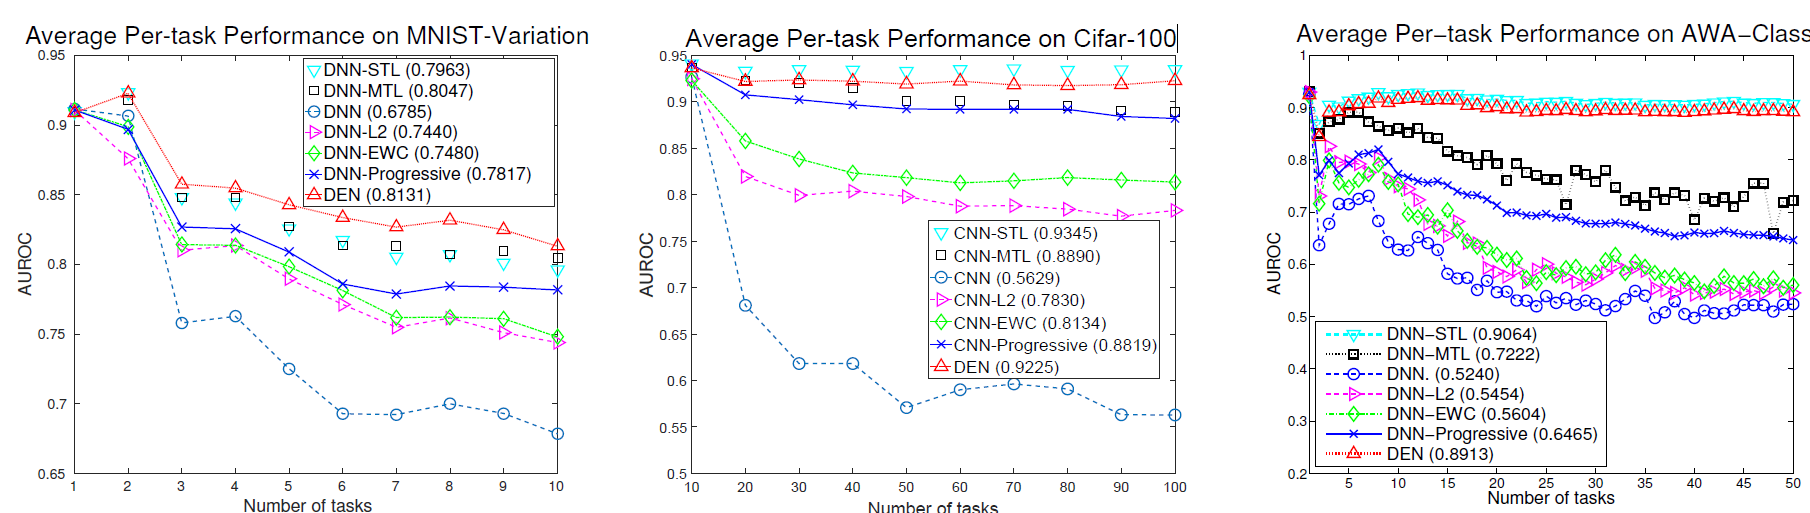 Average Per-task Performance on MNIST-Variation
0.95
0.9
0.85
0.8
0.75
0.7
0.65
AUROC
DNN-STL (0.7963)
DNN-MTL (0.8047)
DNN (0.6785)
DNN-L2 (0.7440)
DNN-EWC (0.7480)
DNN-Progressive (0.7817)
DEN (0.8131)
1 2 3 4 5 6 7 8 9 10
Number of tasks
Average Per-task Performance on Cifar-100
0.95
0.9
0.85
0.8
0.75
0.7
0.65
0.6
0.55
0.5
AUROC
CNN-STL (0.9345)
CNN-MTL (0.8890)
CNN (0.5629)
CNN-L2 (0.7830)
CNN-EWC (0.8134)
CNN-Progressive (0.8819)
DEN (0.9225)
10 20 30 40 50 60 70 80 90 100
Number of tasks
Average Per−task Performance on AWA−Class
1
0.9
0.8
0.7
0.6
0.5
0.4
0.3
0.2
AUROC
DNN−STL (0.9064)
DNN−MTL (0.7222)
DNN. (0.5240)
DNN−L2 (0.5454)
DNN−EWC (0.5604)
DNN−Progressive (0.6465)
DEN (0.8913)
5 10 15 20 25 30 35 40 45 50
Number of tasks